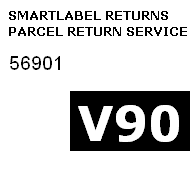 SMARTLABEL RETURNS
PARCEL RETURN SERVICE
56901
V90